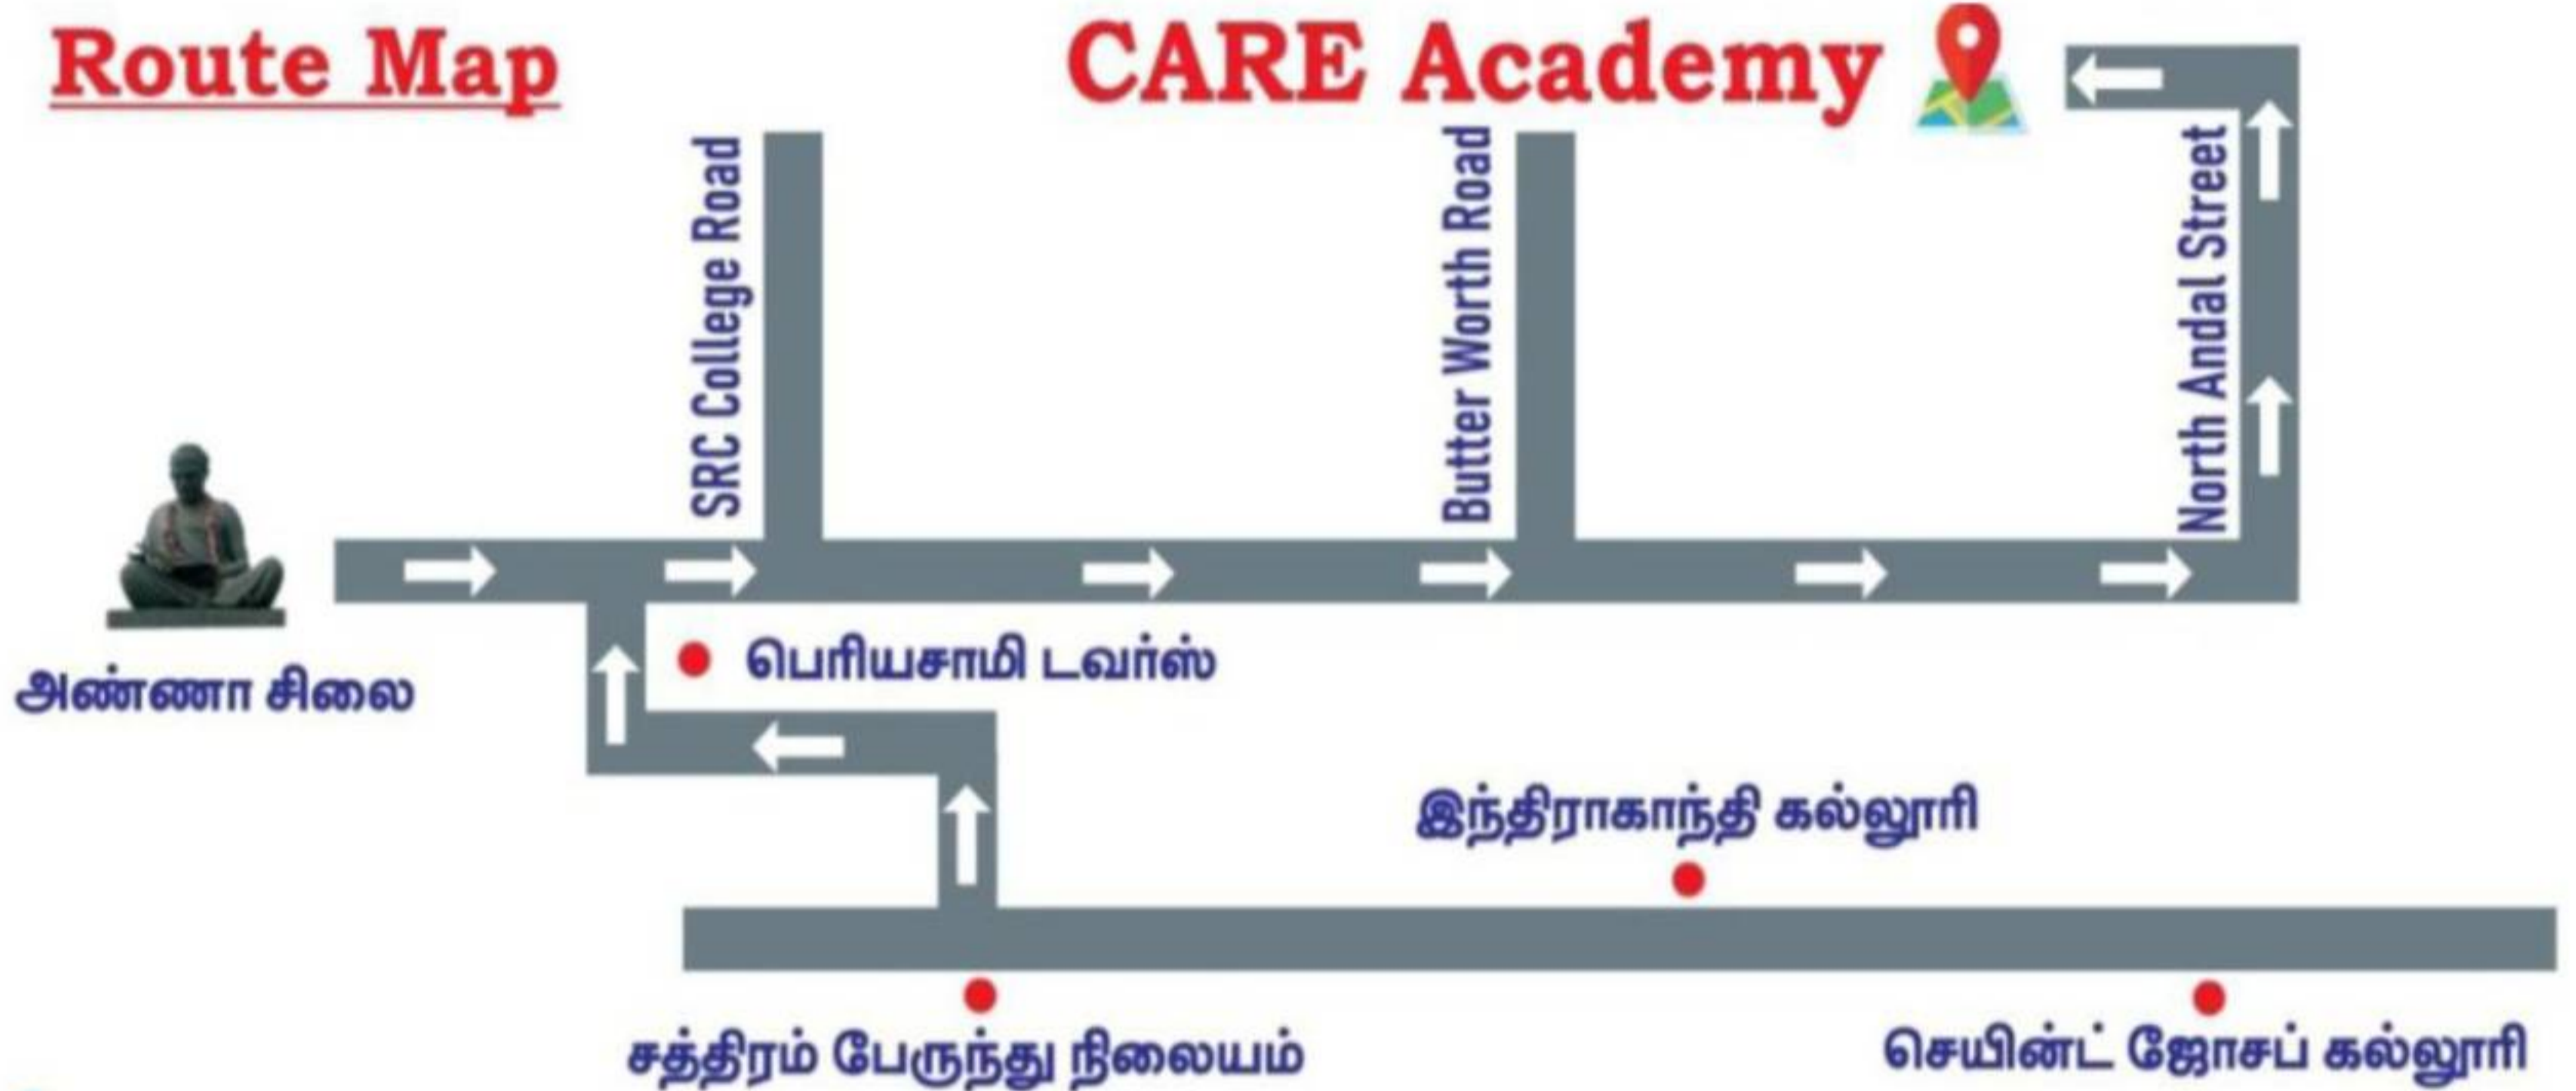 Route Map
CARE Academy
SRC College Road
Butter Worth Road
North Andal Street
அண்ணா சிலை
பெரியசாமி டவர்ஸ்
இந்திராகாந்தி கல்லூரி
சத்திரம் பேருந்து நிலையம்
செயின்ட் ஜோசப் கல்லூரி